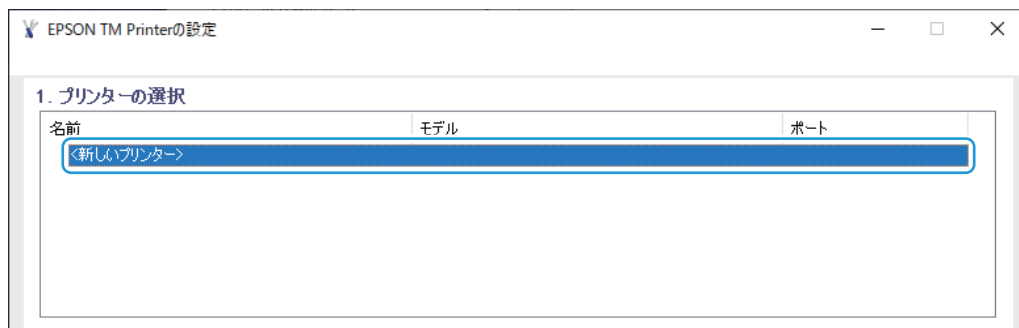 EPSON TM Printerの設定
1. プリンターの選択
名前 モデル ポート
<新しいプリンター>